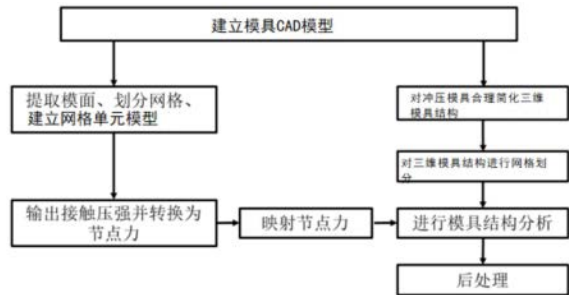 建立模具CAD模型
提取模面、划分网格、
建立网格单元模型
对冲压模具合理简化三维
模具结构
对三维模具结构进行网格划
分
输出接触压强并转换为
节点力
映射节点力
进行模具结构分析
后处理